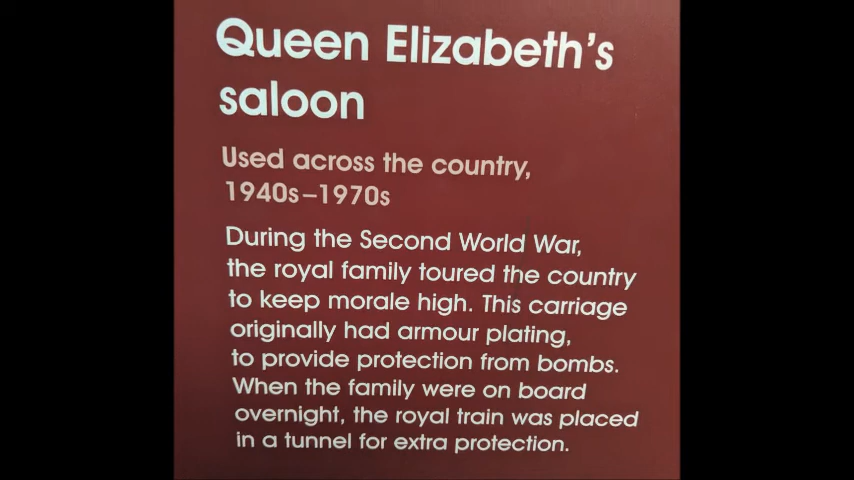 Queen Elizabeth's
saloon
Used across the country,
1940s–1970s
During the Second World War,
the royal family toured the country
to keep morale high. This carriage
originally had armour plating,
to provide protection from bombs.
When the family were on board
overnight, the royal train was placed
in a tunnel for extra protection.